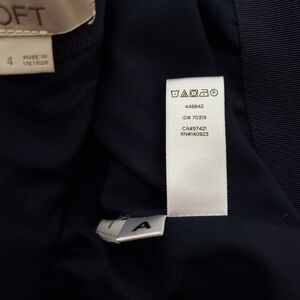 OFT
4
MADE IN
VIETNAM
448842
ID# 70319
CA#57421
RN#140923
A